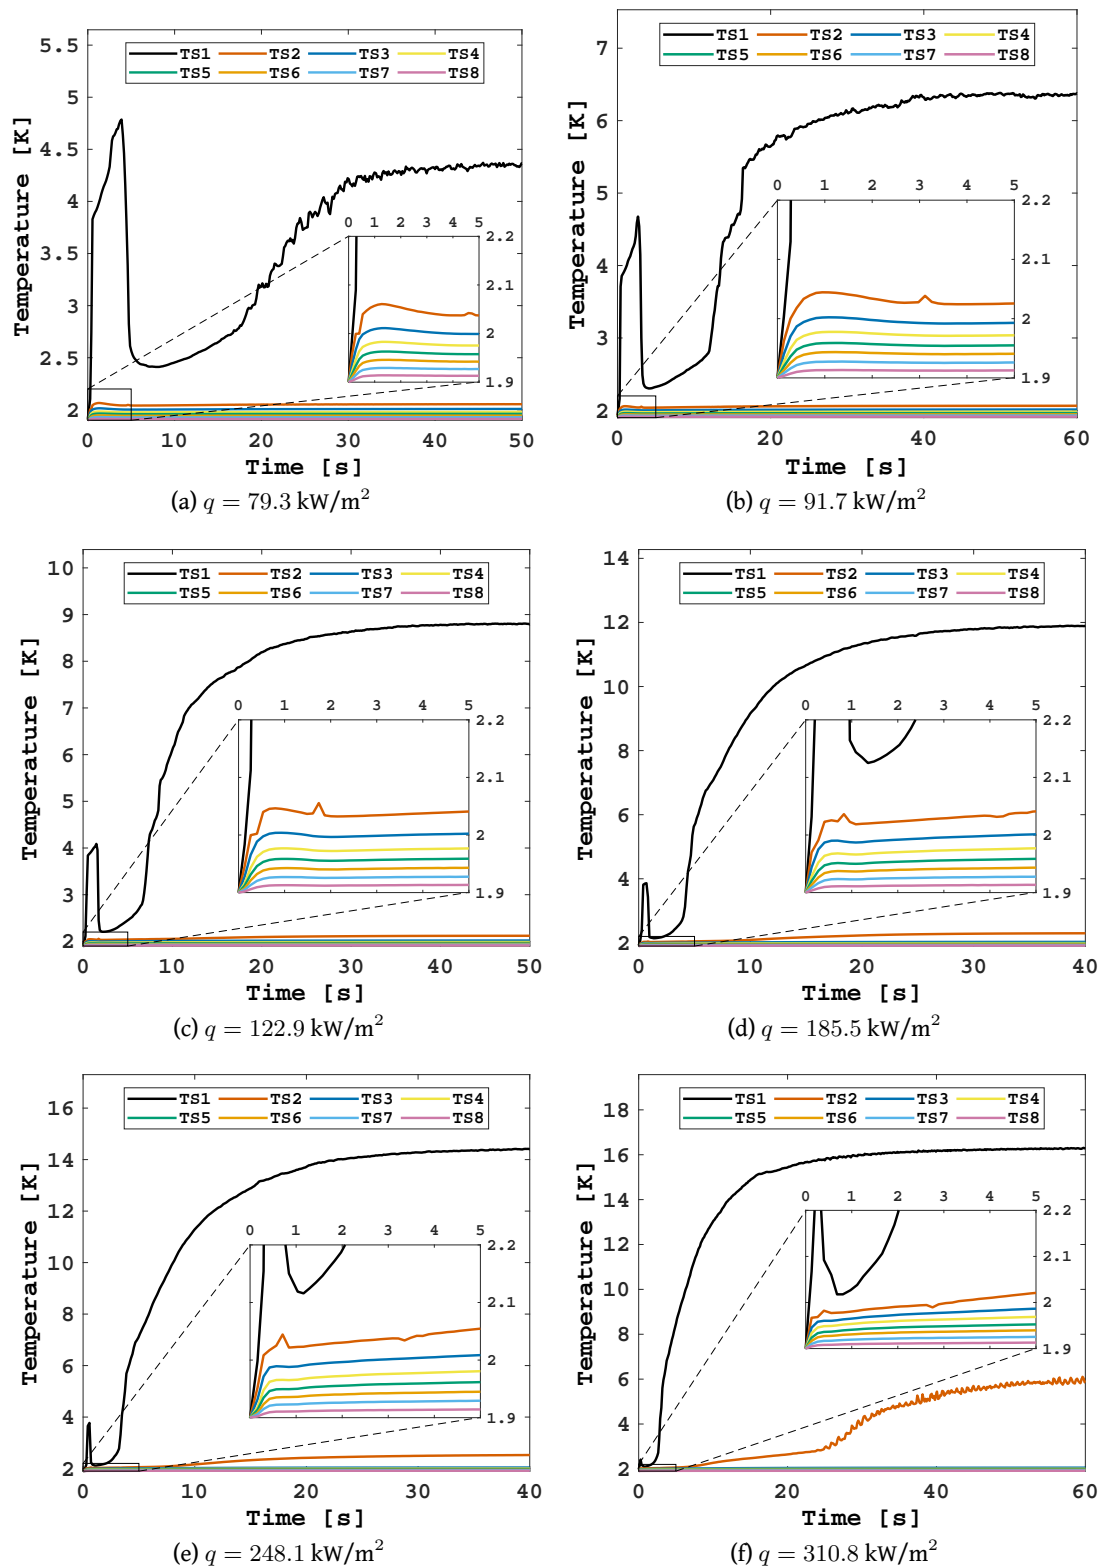 5.5
5
4.5
4
3.5
3
2.5
2
Temperature [K]
TS1 TS2 TS3 TS4
TS5 TS6 TS7 TS8
0 1 2 3 4 5
2.2
2.1
2
1.9
0 10 20 30 40 50
Time [s]
(a) q = 79.3 kW/m²
7
6
5
4
3
2
Temperature [K]
TS1 TS2 TS3 TS4
TS5 TS6 TS7 TS8
0 1 2 3 4 5
2.2
2.1
2
1.9
0 20 40 60
Time [s]
(b) q = 91.7 kW/m²
10
9
8
7
6
5
4
3
2
Temperature [K]
TS1 TS2 TS3 TS4
TS5 TS6 TS7 TS8
0 1 2 3 4 5
2.2
2.1
2
1.9
0 10 20 30 40 50
Time [s]
(c) q = 122.9 kW/m²
14
12
10
8
6
4
2
Temperature [K]
TS1 TS2 TS3 TS4
TS5 TS6 TS7 TS8
0 1 2 3 4 5
2.2
2.1
2
1.9
0 10 20 30 40
Time [s]
(d) q = 185.5 kW/m²
16
14
12
10
8
6
4
2
Temperature [K]
TS1 TS2 TS3 TS4
TS5 TS6 TS7 TS8
0 1 2 3 4 5
2.2
2.1
2
1.9
0 10 20 30 40
Time [s]
(e) q = 248.1 kW/m²
18
16
14
12
10
8
6
4
2
Temperature [K]
TS1 TS2 TS3 TS4
TS5 TS6 TS7 TS8
0 1 2 3 4 5
2.2
2.1
2
1.9
0 20 40 60
Time [s]
(f) q = 310.8 kW/m²